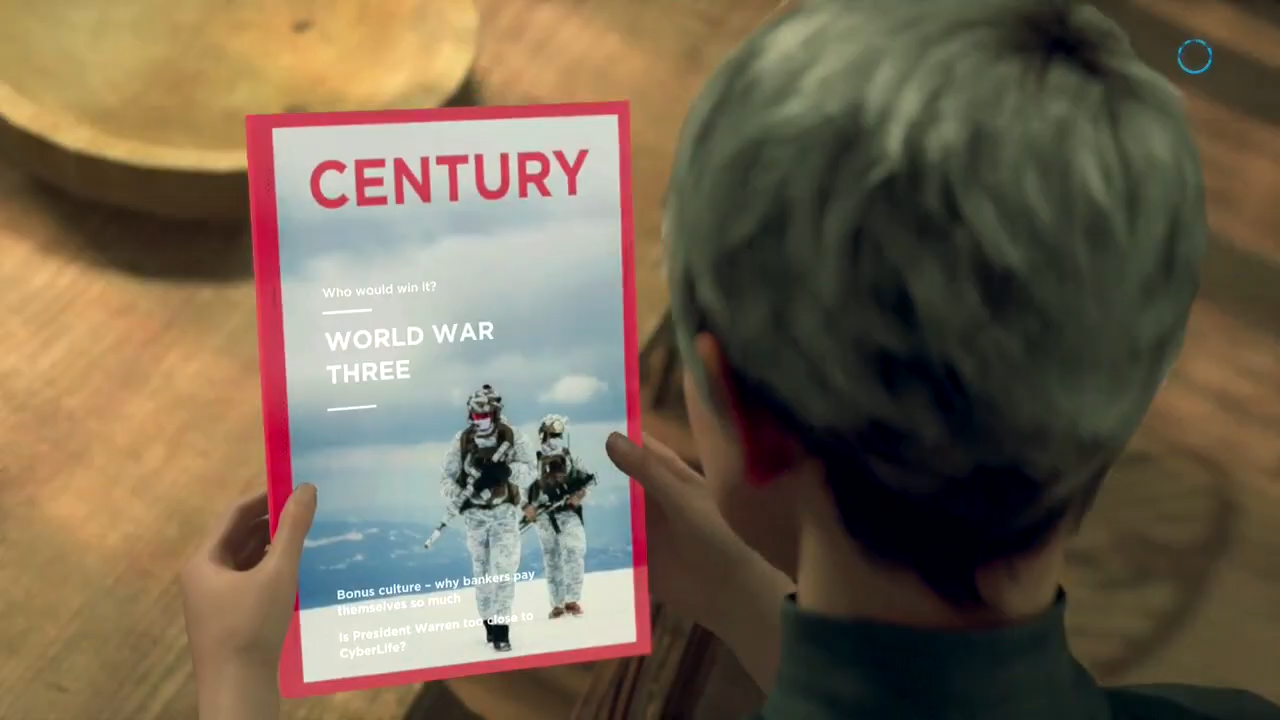 CENTURY
Who would win it?
WORLD WAR
THREE
Bonus culture – why bankers pay
themselves so much
Is President Warren too close to
CyberLife?